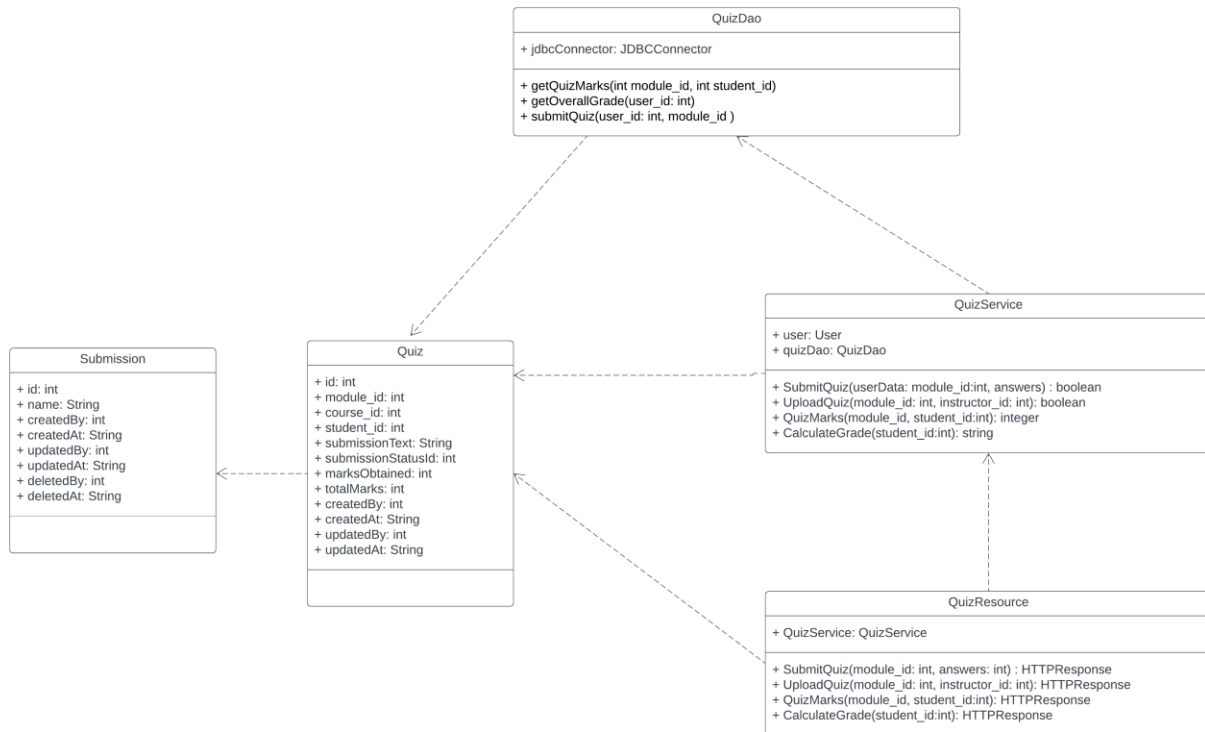 QuizDao
+ jdbcConnector: JDBCConnector
+ getQuizMarks(int module_id, int student_id)
+ getOverallGrade(user_id: int)
+ submitQuiz(user_id: int, module_id )
QuizService
+ user: User
+ quizDao: QuizDao
+ SubmitQuiz(userData: module_id:int, answers) : boolean
+ UploadQuiz(module_id: int, instructor_id: int): boolean
+ QuizMarks(module_id, student_id:int): integer
+ CalculateGrade(student_id:int): string
Submission
+ id: int
+ name: String
+ createdBy: int
+ createdAt: String
+ updatedBy: int
+ updatedAt: String
+ deletedBy: int
+ deletedAt: String
Quiz
+ id: int
+ module_id: int
+ course_id: int
+ student_id: int
+ submissionText: String
+ submissionStatusId: int
+ marksObtained: int
+ totalMarks: int
+ createdBy: int
+ createdAt: String
+ updatedBy: int
+ updatedAt: String
QuizResource
+ QuizService: QuizService
+ SubmitQuiz(module_id: int, answers: int) : HTTPResponse
+ UploadQuiz(module_id: int, instructor_id: int): HTTPResponse
+ QuizMarks(module_id, student_id:int): HTTPResponse
+ CalculateGrade(student_id:int): HTTPResponse